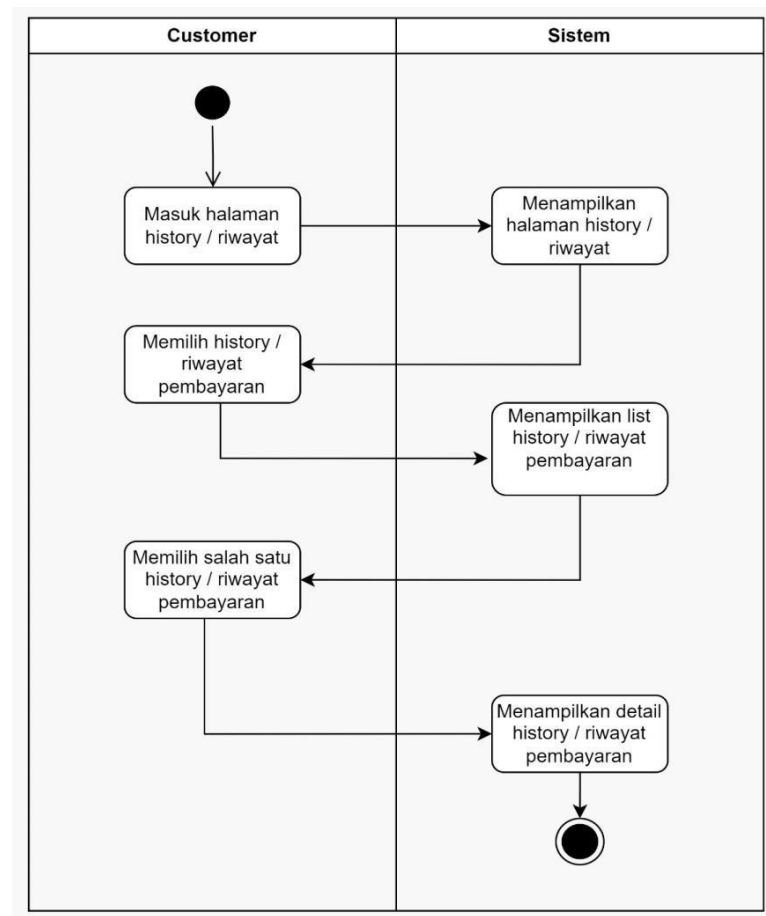 Customer
Sistem
Masuk halaman
history / riwayat
Menampilkan
halaman history /
riwayat
Memilih history /
riwayat
pembayaran
Menampilkan list
history / riwayat
pembayaran
Memilih salah satu
history / riwayat
pembayaran
Menampilkan detail
history / riwayat
pembayaran